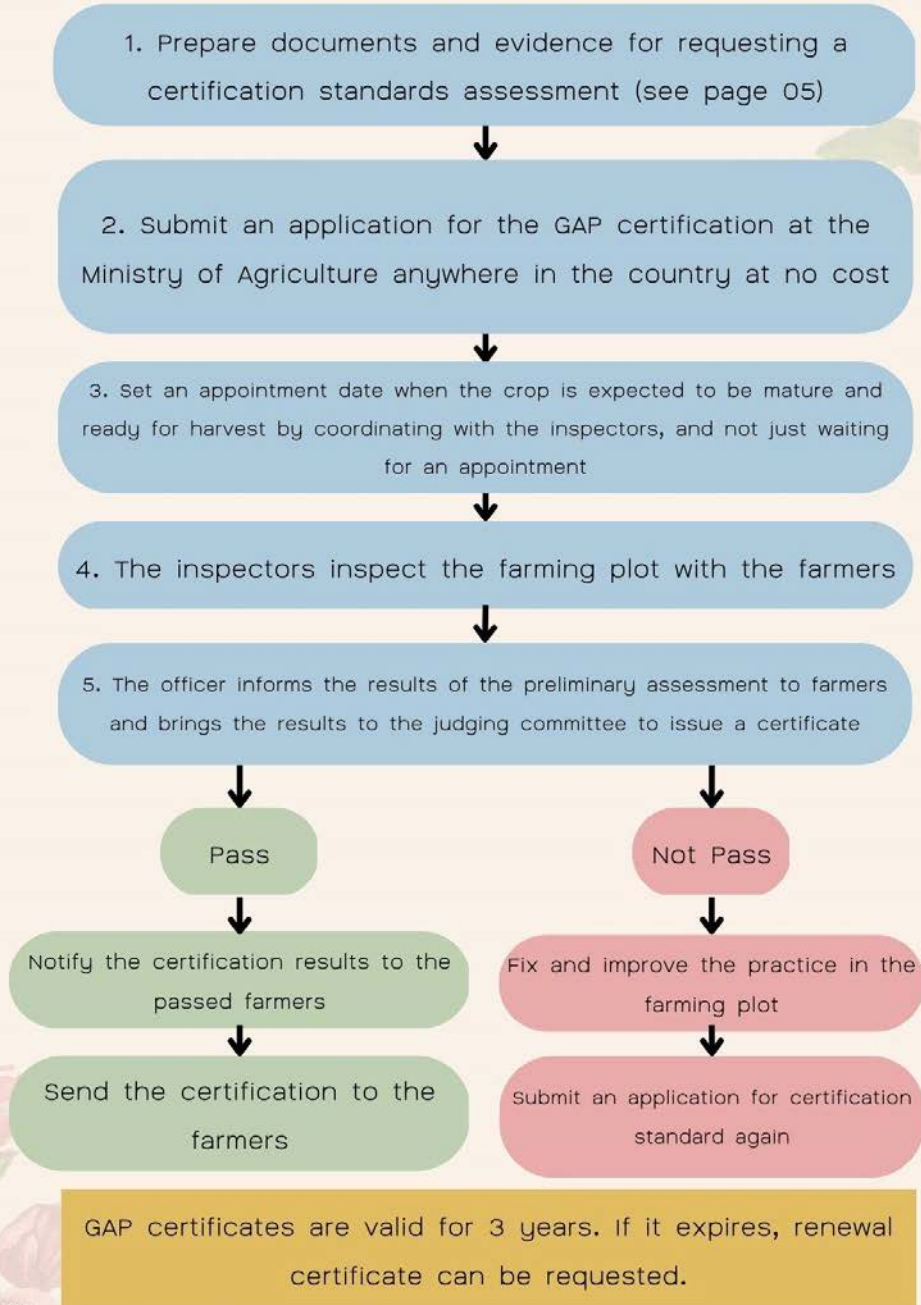 1. Prepare documents and evidence for requesting a
certification standards assessment (see page 05)
2. Submit an application for the GAP certification at the
Ministry of Agriculture anywhere in the country at no cost
3. Set an appointment date when the crop is expected to be mature and
ready for harvest by coordinating with the inspectors, and not just waiting
for an appointment
4. The inspectors inspect the farming plot with the farmers
5. The officer informs the results of the preliminary assessment to farmers
and brings the results to the judging committee to issue a certificate
Pass
Notify the certification results to the
passed farmers
Send the certification to the
farmers
Not Pass
Fix and improve the practice in the
farming plot
Submit an application for certification
standard again
GAP certificates are valid for 3 years. If it expires, renewal
certificate can be requested.